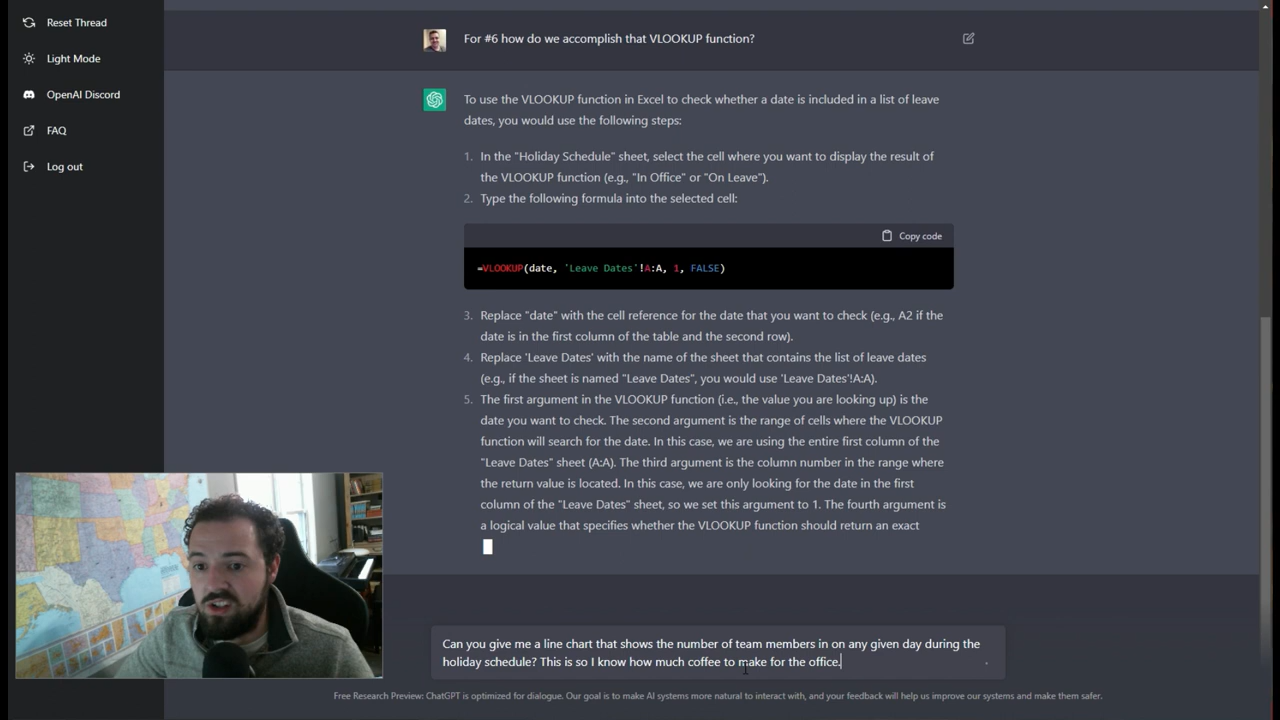 Reset Thread
Light Mode
OpenAI Discord
FAQ
Log out
For #6 how do we accomplish that VLOOKUP function?
To use the VLOOKUP function in Excel to check whether a date is included in a list of leave
dates, you would use the following steps:
1. In the "Holiday Schedule" sheet, select the cell where you want to display the result of
the VLOOKUP function (e.g., "In Office" or "On Leave").
2. Type the following formula into the selected cell:
Copy code
=VLOOKUP(date, 'Leave Dates'!A:A, 1, FALSE)
3. Replace "date" with the cell reference for the date that you want to check (e.g., A2 if the
date is in the first column of the table and the second row).
4. Replace 'Leave Dates' with the name of the sheet that contains the list of leave dates
(e.g., if the sheet is named "Leave Dates", you would use 'Leave Dates'!A:A).
5. The first argument in the VLOOKUP function (i.e., the value you are looking up) is the
date you want to check. The second argument is the range of cells where the VLOOKUP
function will search for the date. In this case, we are using the entire first column of the
"Leave Dates" sheet (A:A). The third argument is the column number in the range where
the return value is located. In this case, we are only looking for the date in the first
column of the "Leave Dates" sheet, so we set this argument to 1. The fourth argument is
a logical value that specifies whether the VLOOKUP function should return an exact
Can you give me a line chart that shows the number of team members in on any given day during the
holiday schedule? This is so I know how much coffee to make for the office.
Free Research Preview: ChatGPT is optimized for dialogue. Our goal is to make AI systems more natural to interact with, and your feedback will help us improve our systems and make them safer.